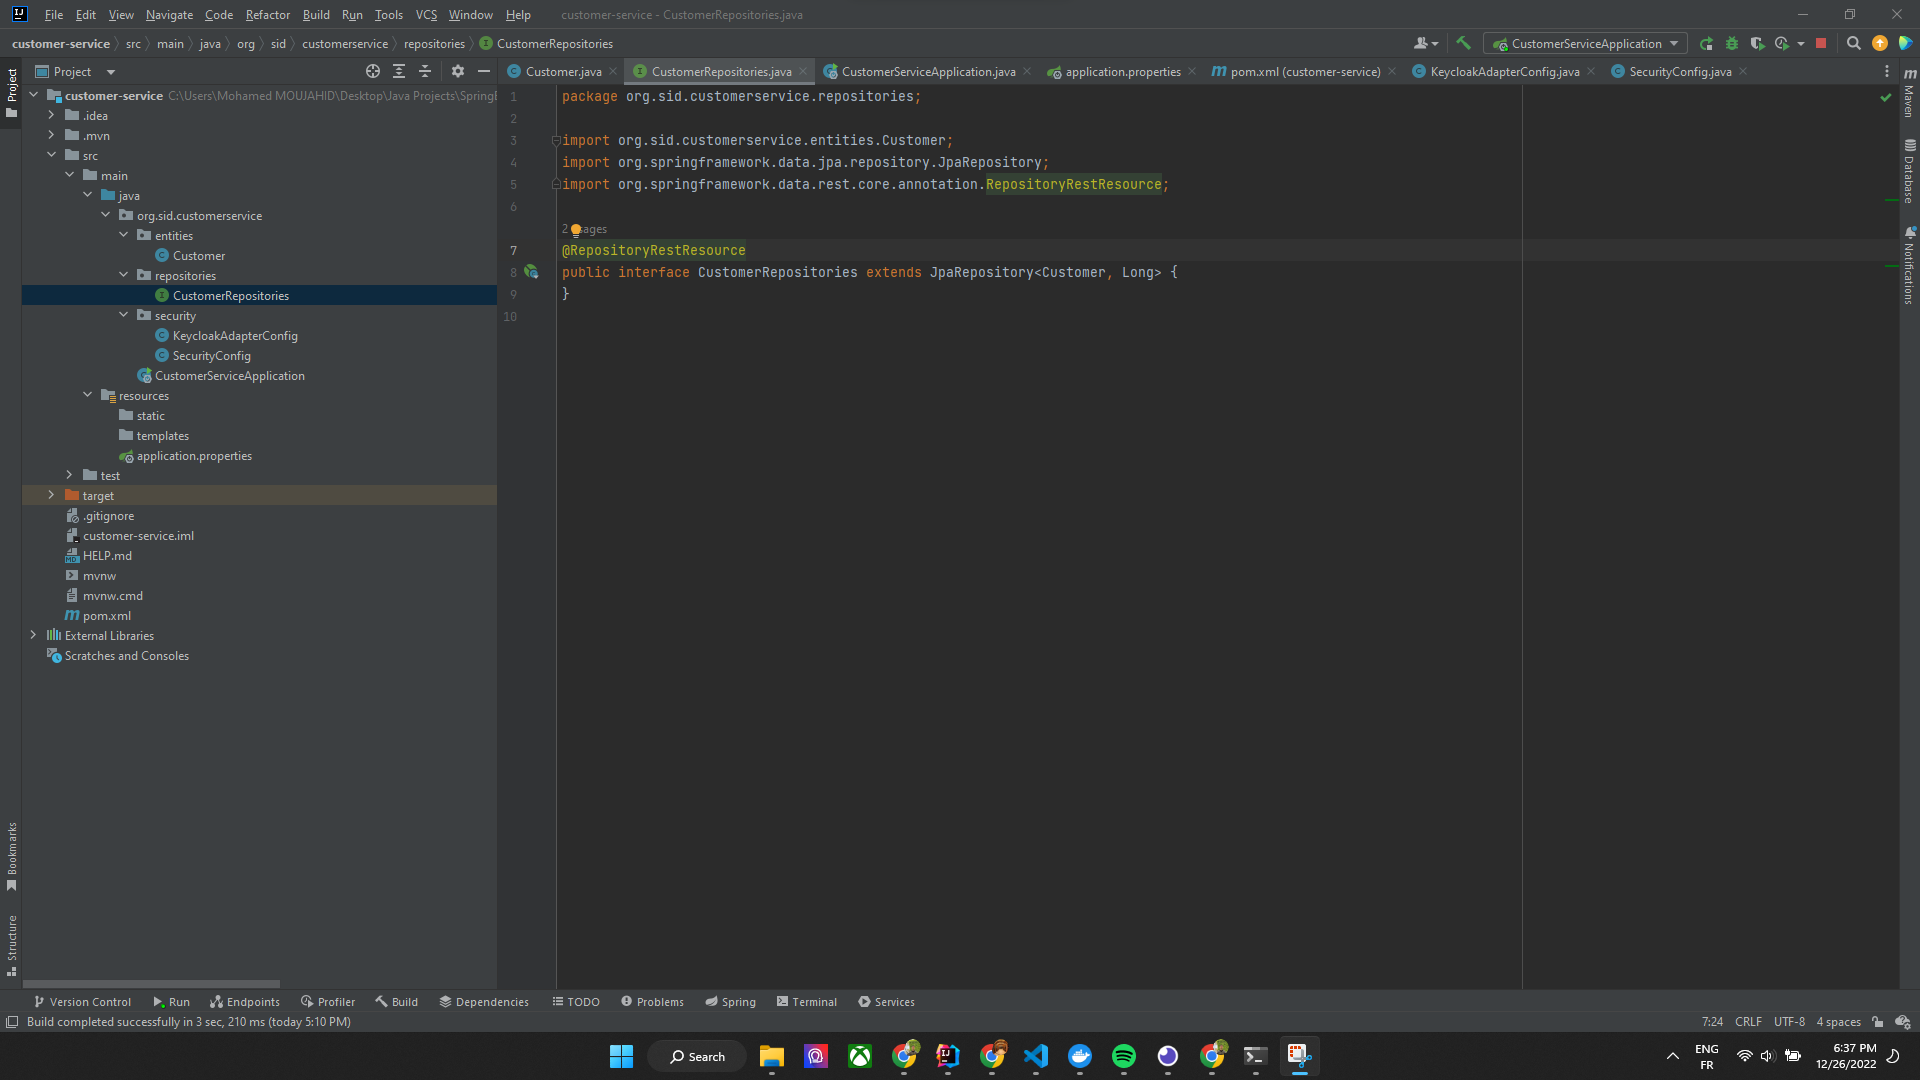 File Edit View Navigate Code Refactor Build Run Tools VCS Window Help customer-service - CustomerRepositories.java
customer-service src main java org sid customerservice repositories CustomerRepositories
CustomerServiceApplication
Project
Customer.java CustomerRepositories.java CustomerServiceApplication.java application.properties pom.xml (customer-service) KeycloakAdapterConfig.java SecurityConfig.java
Project
Bookmarks
Structure
customer-service C:\Users\Mohamed MOUJAHID\Desktop\Java Projects\Spring
.idea
.mvn
src
main
java
org.sid.customerservice
entities
Customer
repositories
CustomerRepositories
security
KeycloakAdapterConfig
SecurityConfig
CustomerServiceApplication
resources
static
templates
application.properties
test
target
.gitignore
customer-service.iml
HELP.md
mvnw
mvnw.cmd
pom.xml
External Libraries
Scratches and Consoles
1 package org.sid.customerservice.repositories;
2
3 import org.sid.customerservice.entities.Customer;
4 import org.springframework.data.jpa.repository.JpaRepository;
5 import org.springframework.data.rest.core.annotation.RepositoryRestResource;
6
2
7 @RepositoryRestResource
8 public interface CustomerRepositories extends JpaRepository<Customer, Long> {
9 }
10
Maven
Database
Notifications
Version Control Run Endpoints Profiler Build Dependencies TODO Problems Spring Terminal Services
Build completed successfully in 3 sec, 210 ms (today 5:10 PM)
7:24 CRLF UTF-8 4 spaces
Search
ENG
FR
6:37 PM
12/26/2022